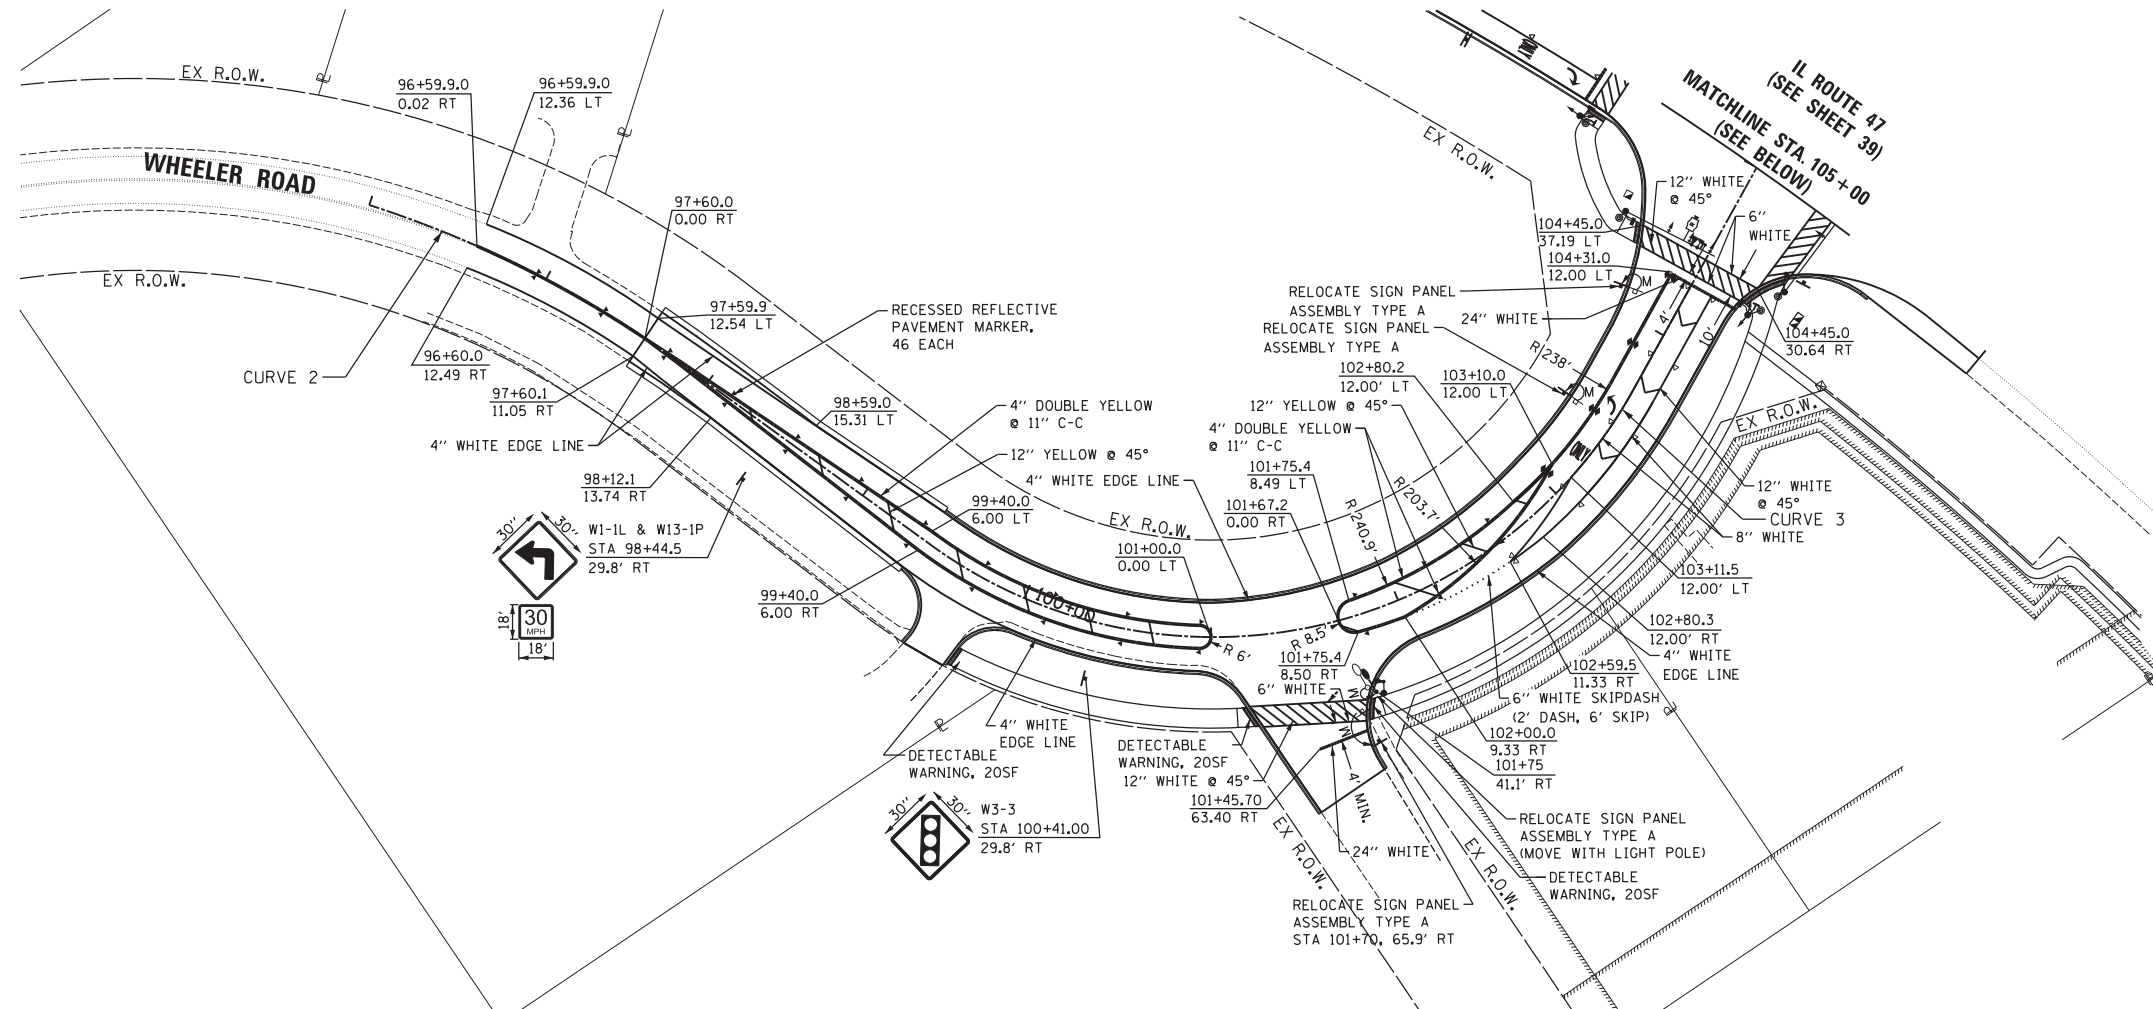 EX R.O.W.
WHEELER ROAD
EX R.O.W.
96+59.9.0
0.02 RT
96+59.9.0
12.36 LT
97+60.0
0.00 RT
97+59.9
12.54 LT
RECESSED REFLECTIVE
PAVEMENT MARKER,
46 EACH
CURVE 2
96+60.0
12.49 RT
97+60.1
11.05 RT
4" WHITE EDGE LINE
98+59.0
15.31 LT
98+12.1
13.74 RT
4" DOUBLE YELLOW
@ 11" C-C
12" YELLOW @ 45°
4" WHITE EDGE LINE
99+40.0
6.00 LT
99+40.0
6.00 RT
EX R.O.W.
101+00.0
0.00 LT
100+00
R 6'
30"
30"
W1-1L & W13-1P
STA 98+44.5
29.8' RT
30
MPH
18'
18'
4" WHITE
EDGE LINE
DETECTABLE
WARNING, 20SF
30"
30"
W3-3
STA 100+41.00
29.8' RT
EX R.O.W.
IL ROUTE 47
(SEE SHEET 39)
MATCHLINE STA. 105+00
(SEE BELOW)
12" WHITE
@ 45°
6"
WHITE
104+45.0
37.19 LT
104+31.0
12.00 LT
RELOCATE SIGN PANEL
ASSEMBLY TYPE A
24" WHITE
RELOCATE SIGN PANEL
ASSEMBLY TYPE A
M
M
4'
10'
104+45.0
30.64 RT
R 238'
102+80.2
12.00' LT
103+10.0
12.00 LT
12" YELLOW @ 45°
4" DOUBLE YELLOW
@ 11" C-C
ONLY
EX R.O.W.
101+75.4
8.49 LT
101+67.2
0.00 RT
R 240.9'
R 203.7'
12" WHITE
@ 45°
CURVE 3
8" WHITE
103+11.5
12.00' LT
102+80.3
12.00' RT
4" WHITE
EDGE LINE
102+59.5
11.33 RT
R 8.5'
101+75.4
8.50 RT
6" WHITE
M
M
6" WHITE SKIPDASH
(2' DASH, 6' SKIP)
102+00.0
9.33 RT
101+75
41.1' RT
DETECTABLE
WARNING, 20SF
12" WHITE @ 45°
101+45.70
63.40 RT
4' MIN.
24" WHITE
EX R.O.W.
EX R.O.W.
RELOCATE SIGN PANEL
ASSEMBLY TYPE A
(MOVE WITH LIGHT POLE)
DETECTABLE
WARNING, 20SF
RELOCATE SIGN PANEL
ASSEMBLY TYPE A
STA 101+70, 65.9' RT